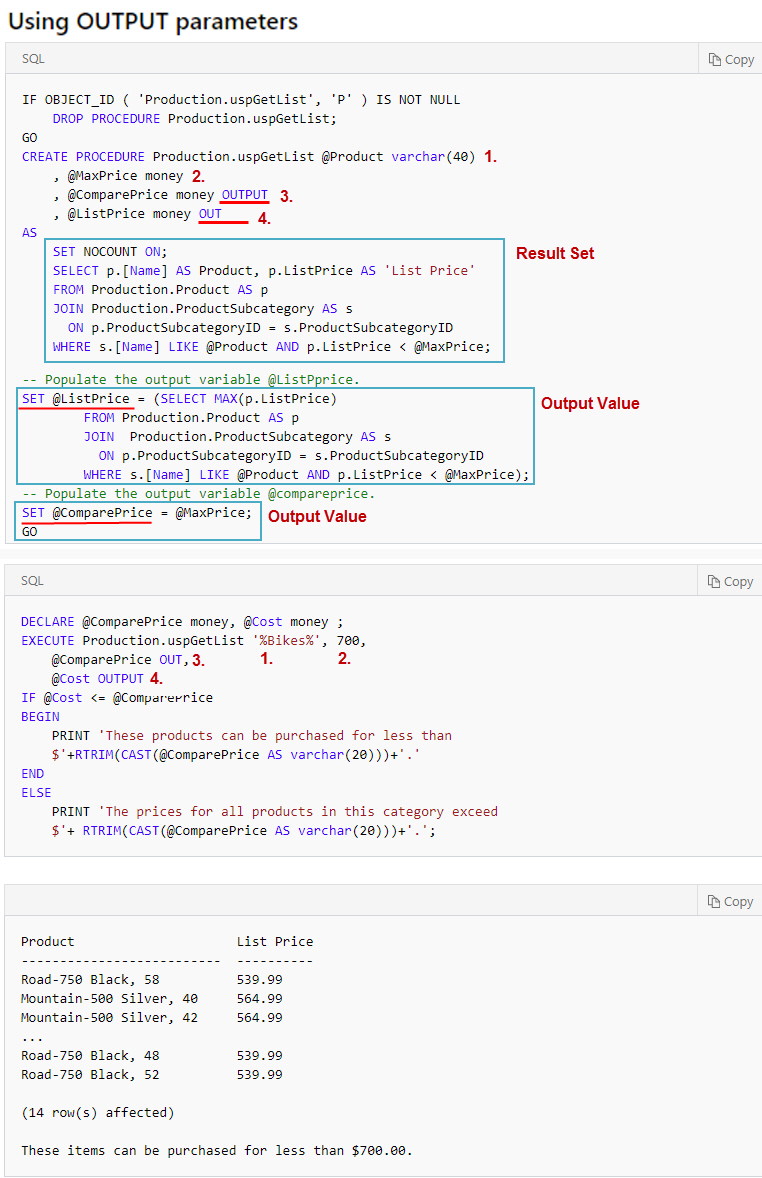 Using OUTPUT parameters
SQL
Copy
IF OBJECT_ID ( 'Production.uspGetList', 'P' ) IS NOT NULL
DROP PROCEDURE Production.uspGetList;
GO
CREATE PROCEDURE Production.uspGetList @Product varchar(40) 1.
, @MaxPrice money 2.
, @ComparePrice money OUTPUT 3.
, @ListPrice money OUT 4.
AS
SET NOCOUNT ON;
Result Set
SELECT p.[Name] AS Product, p.ListPrice AS 'List Price'
FROM Production.Product AS p
JOIN Production.ProductSubcategory AS s
ON p.ProductSubcategoryID = s.ProductSubcategoryID
WHERE s.[Name] LIKE @Product AND p.ListPrice < @MaxPrice;
-- Populate the output variable @ListPprice.
SET @ListPrice = (SELECT MAX(p.ListPrice)
Output Value
FROM Production.Product AS p
JOIN  Production.ProductSubcategory AS s
ON p.ProductSubcategoryID = s.ProductSubcategoryID
WHERE s.[Name] LIKE @Product AND p.ListPrice < @MaxPrice);
-- Populate the output variable @compareprice.
SET @ComparePrice = @MaxPrice;
Output Value
GO
SQL
Copy
DECLARE @ComparePrice money, @Cost money ;
EXECUTE Production.uspGetList '%Bikes%', 700,
@ComparePrice OUT, 3. 1. 2.
@Cost OUTPUT 4.
IF @Cost <= @ComparePrice
BEGIN
PRINT 'These products can be purchased for less than
$'+RTRIM(CAST(@ComparePrice AS varchar(20)))+'.'
END
ELSE
PRINT 'The prices for all products in this category exceed
$'+ RTRIM(CAST(@ComparePrice AS varchar(20)))+'.';
Copy
Product List Price
-------------------------- ----------
Road-750 Black, 58 539.99
Mountain-500 Silver, 40 564.99
Mountain-500 Silver, 42 564.99
...
Road-750 Black, 48 539.99
Road-750 Black, 52 539.99
(14 row(s) affected)
These items can be purchased for less than $700.00.